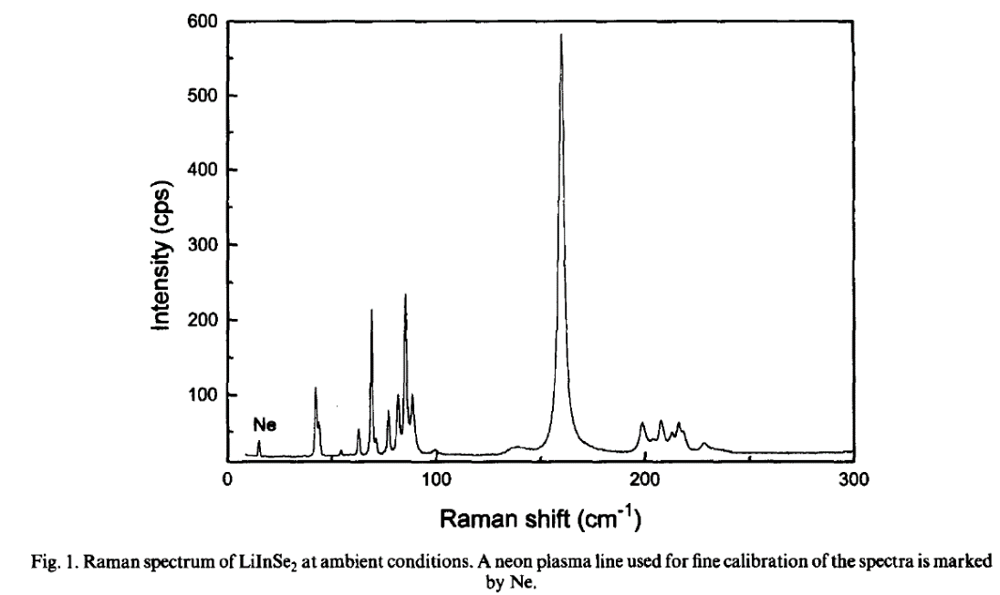 600
500
400
300
200
100
Intensity (cps)
Ne
0 100 200 300
Raman shift (cm⁻¹)
Fig. 1. Raman spectrum of LiInSe₂ at ambient conditions. A neon plasma line used for fine calibration of the spectra is marked
by Ne.